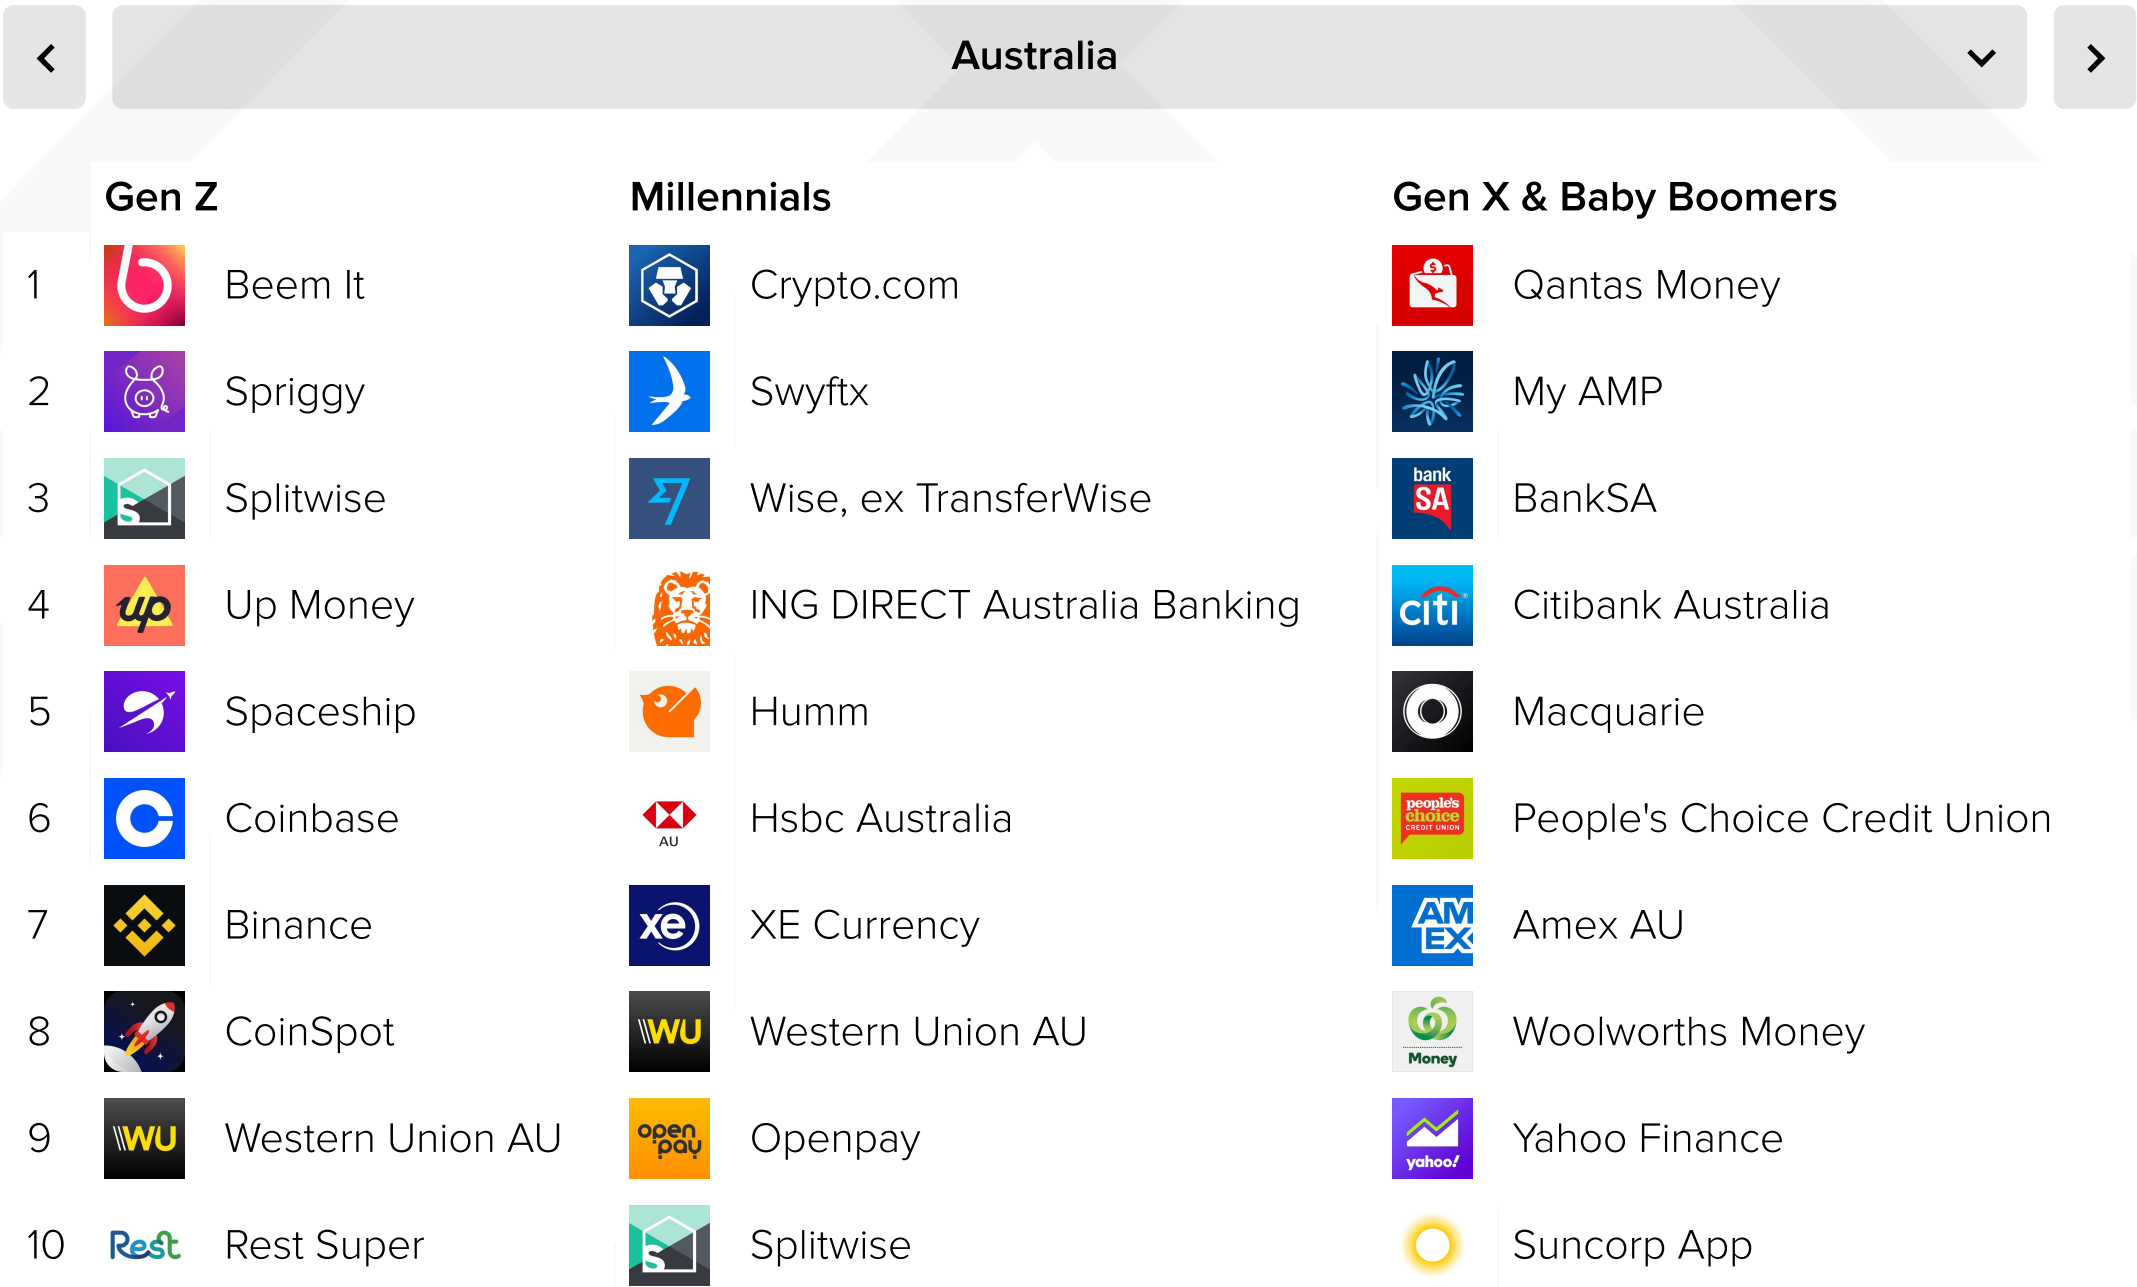 Australia
Gen Z Millennials Gen X & Baby Boomers
1 Beem It Crypto.com Qantas Money
2 Spriggy Swyftx My AMP
3 Splitwise Wise, ex TransferWise bank SA BankSA
4 up Up Money ING DIRECT Australia Banking citi Citibank Australia
5 Spaceship Humm Macquarie
6 Coinbase AU Hsbc Australia people's choice CREDIT UNION People's Choice Credit Union
7 Binance xe XE Currency AM EX Amex AU
8 CoinSpot WU Western Union AU Money Woolworths Money
9 WU Western Union AU open pay Openpay yahoo! Yahoo Finance
10 Rest Rest Super S Splitwise Suncorp App